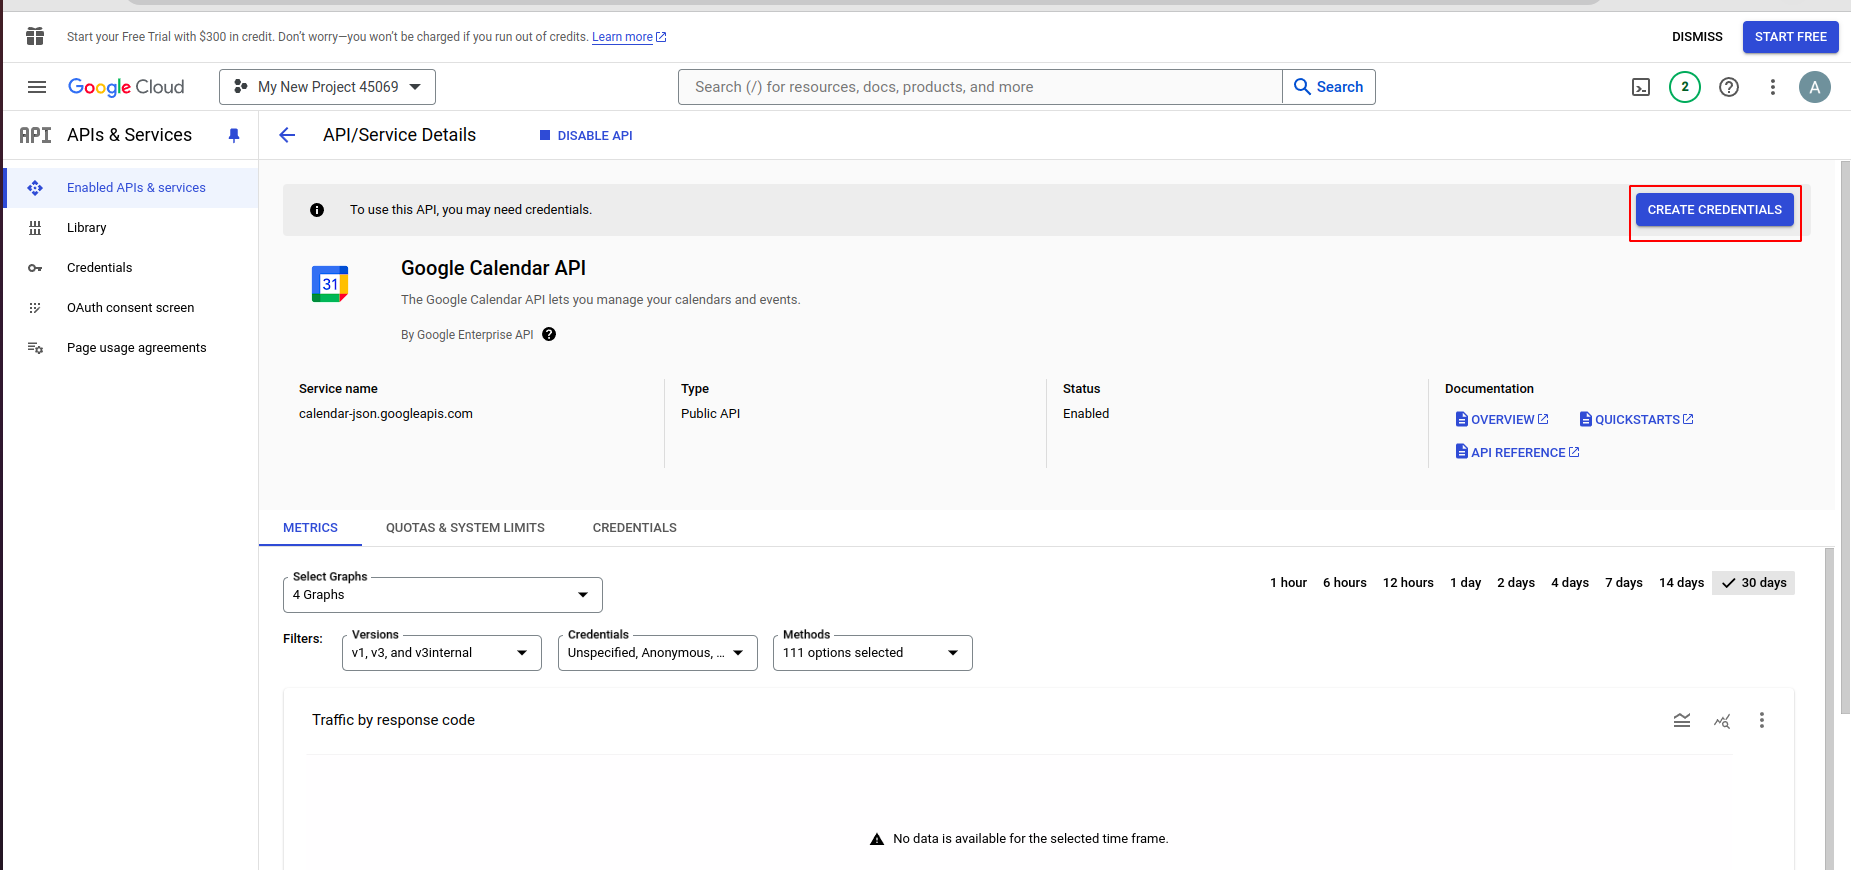 Start your Free Trial with $300 in credit. Don't worry—you won't be charged if you run out of credits. Learn more
DISMISS
START FREE
Google Cloud
My New Project 45069
Search (/) for resources, docs, products, and more
Search
2
A
API
APIs & Services
API/Service Details
DISABLE API
Enabled APIs & services
Library
Credentials
OAuth consent screen
Page usage agreements
To use this API, you may need credentials.
CREATE CREDENTIALS
31
Google Calendar API
The Google Calendar API lets you manage your calendars and events.
By Google Enterprise API
Service name
calendar-json.googleapis.com
Type
Public API
Status
Enabled
Documentation
OVERVIEW
QUICKSTARTS
API REFERENCE
METRICS
QUOTAS & SYSTEM LIMITS
CREDENTIALS
Select Graphs
4 Graphs
1 hour
6 hours
12 hours
1 day
2 days
4 days
7 days
14 days
30 days
Filters:
Versions
v1, v3, and v3internal
Credentials
Unspecified, Anonymous, ...
Methods
111 options selected
Traffic by response code
No data is available for the selected time frame.